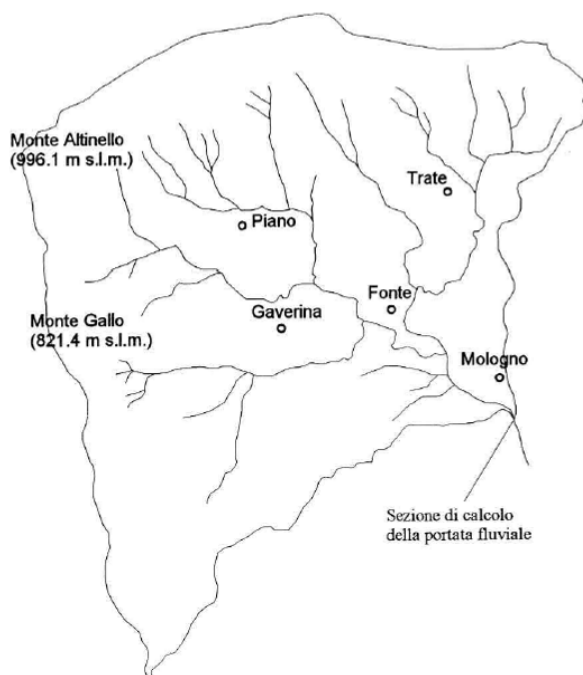 Monte Altinello
(996.1 m s.l.m.)
Trate
Piano
Fonte
Monte Gallo
(821.4 m s.l.m.)
Gaverina
Mologno
Sezione di calcolo
della portata fluviale